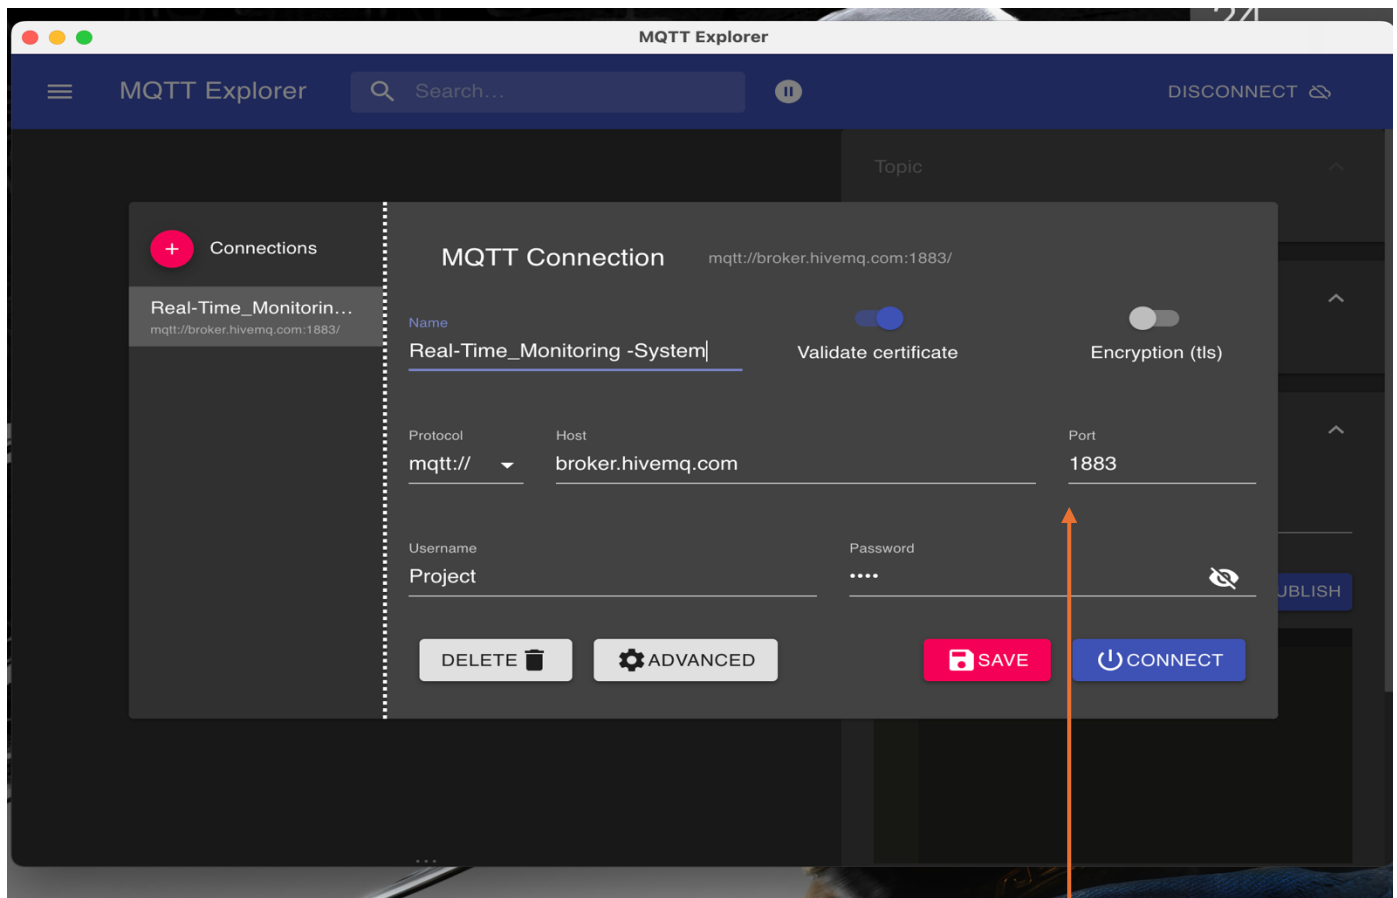 24
MQTT Explorer
MQTT Explorer
Search...
DISCONNECT
Topic
Connections
MQTT Connection
mqtt://broker.hivemq.com:1883/
Real-Time_Monitorin...
mqtt://broker.hivemq.com:1883/
Name
Real-Time_Monitoring -System
Validate certificate
Encryption (tls)
Protocol
Host
Port
mqtt://
broker.hivemq.com
1883
Username
Password
Project
••••
UBLISH
DELETE
ADVANCED
SAVE
CONNECT
...